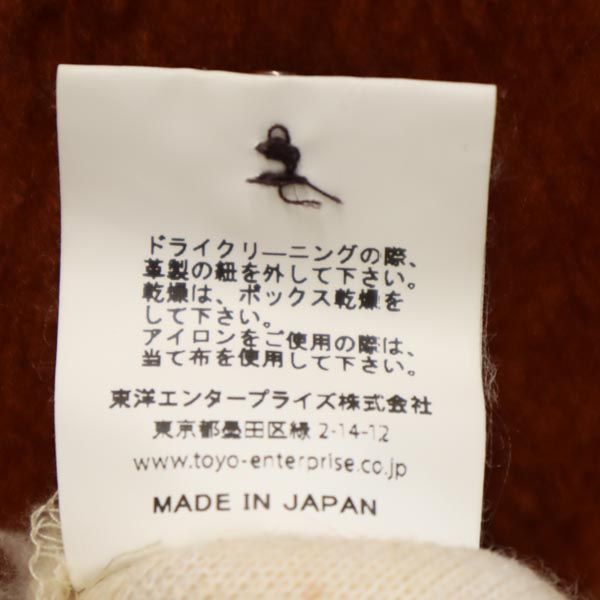 ドライクリーニングの際、
革製の紐を外して下さい。
乾燥は、ボックス乾燥を
して下さい。
アイロンをご使用の際は、
当て布を使用して下さい。
東洋エンタープライズ株式会社
東京都墨田区緑 2-14-12
www.toyo-enterprise.co.jp
MADE IN JAPAN